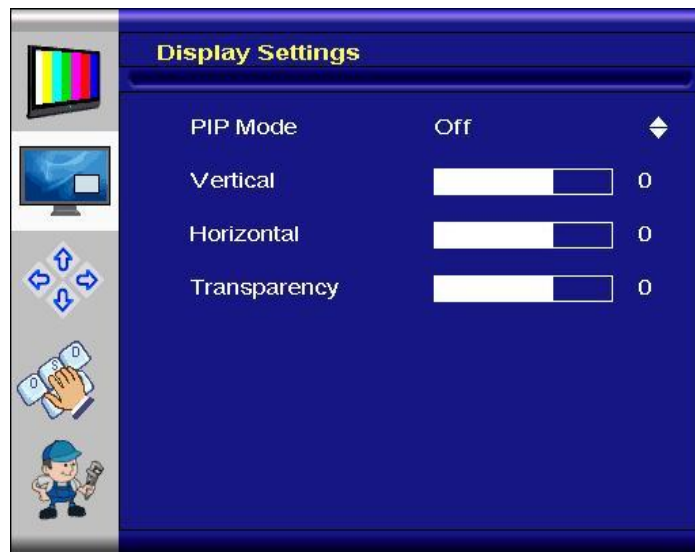 Display Settings
PIP Mode Off
Vertical 0
Horizontal 0
Transparency 0
O S D